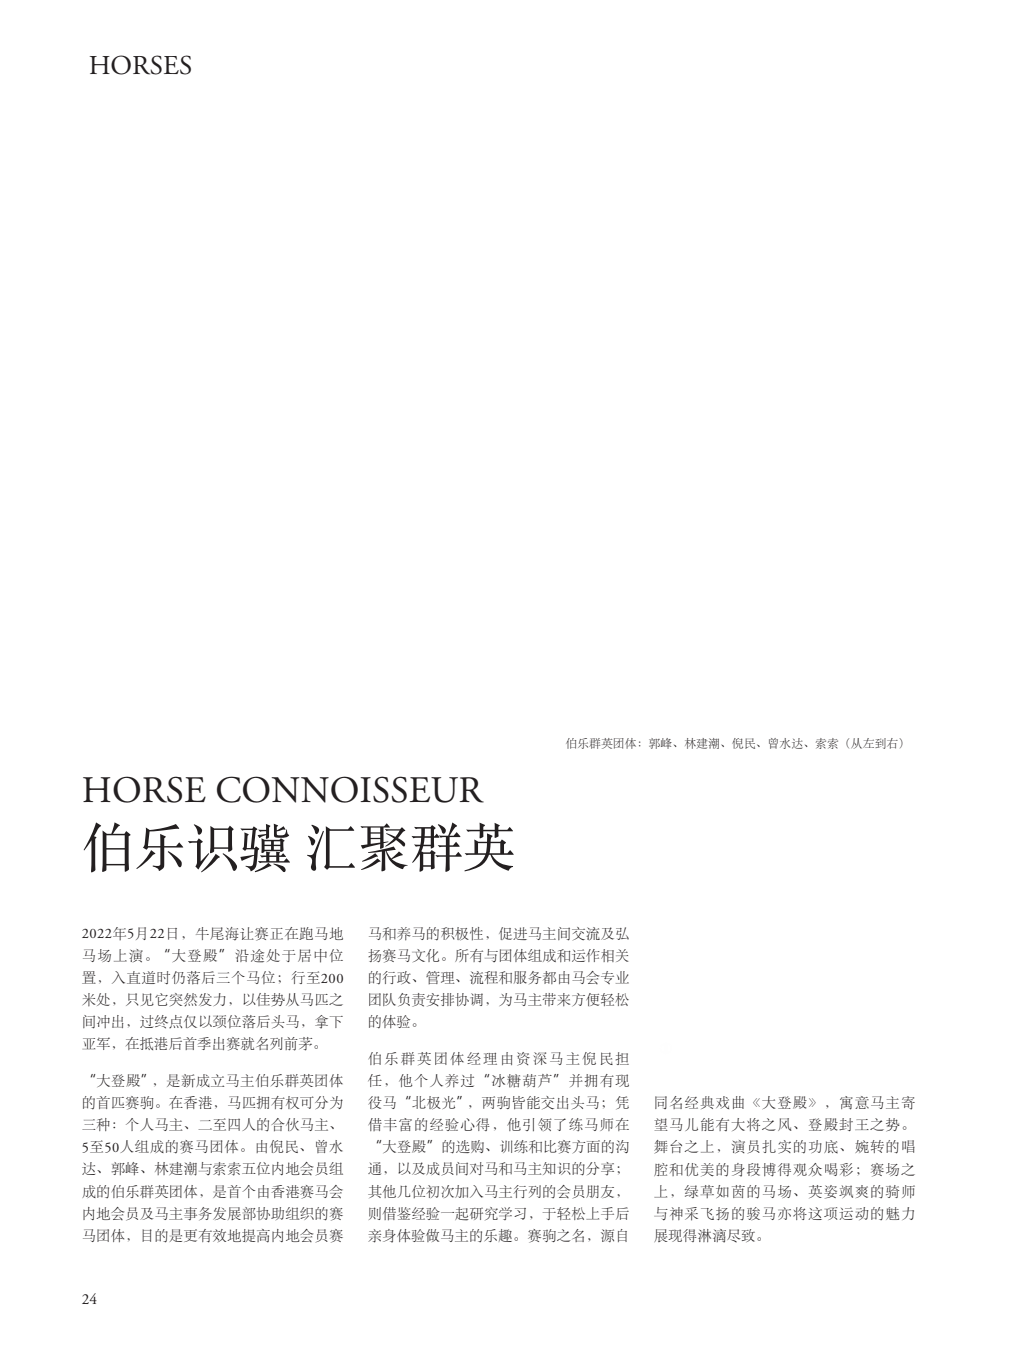 HORSES
伯乐群英团体：郭峰、林建潮、倪民、曾水达、索索（从左到右）
HORSE CONNOISSEUR
伯乐识骥 汇聚群英
2022年5月22日，牛尾海让赛正在跑马地
马场上演。“大登殿”沿途处于居中位
置，入直道时仍落后三个马位；行至200
米处，只见它突然发力，以佳势从马匹之
间冲出，过终点仅以颈位落后头马，拿下
亚军，在抵港后首季出赛就名列前茅。
“大登殿”，是新成立马主伯乐群英团体
的首匹赛驹。在香港，马匹拥有权可分为
三种：个人马主、二至四人的合伙马主、
5至50人组成的赛马团体。由倪民、曾水
达、郭峰、林建潮与索索五位内地会员组
成的伯乐群英团体，是首个由香港赛马会
内地会员及马主事务发展部协助组织的赛
马团体，目的是更有效地提高内地会员赛
马和养马的积极性，促进马主间交流及弘
扬赛马文化。所有与团体组成和运作相关
的行政、管理、流程和服务都由马会专业
团队负责安排协调，为马主带来方便轻松
的体验。
伯乐群英团体经理由资深马主倪民担
任，他个人养过“冰糖葫芦”并拥有现
役马“北极光”，两驹皆能交出头马；凭
借丰富的经验心得，他引领了练马师在
“大登殿”的选购、训练和比赛方面的沟
通，以及成员间对马和马主知识的分享；
其他几位初次加入马主行列的会员朋友，
则借鉴经验一起研究学习，于轻松上手后
亲身体验做马主的乐趣。赛驹之名，源自
同名经典戏曲《大登殿》，寓意马主寄
望马儿能有大将之风、登殿封王之势。
舞台之上，演员扎实的功底、婉转的唱
腔和优美的身段博得观众喝彩；赛场之
上，绿草如茵的马场、英姿飒爽的骑师
与神采飞扬的骏马亦将这项运动的魅力
展现得淋漓尽致。
24